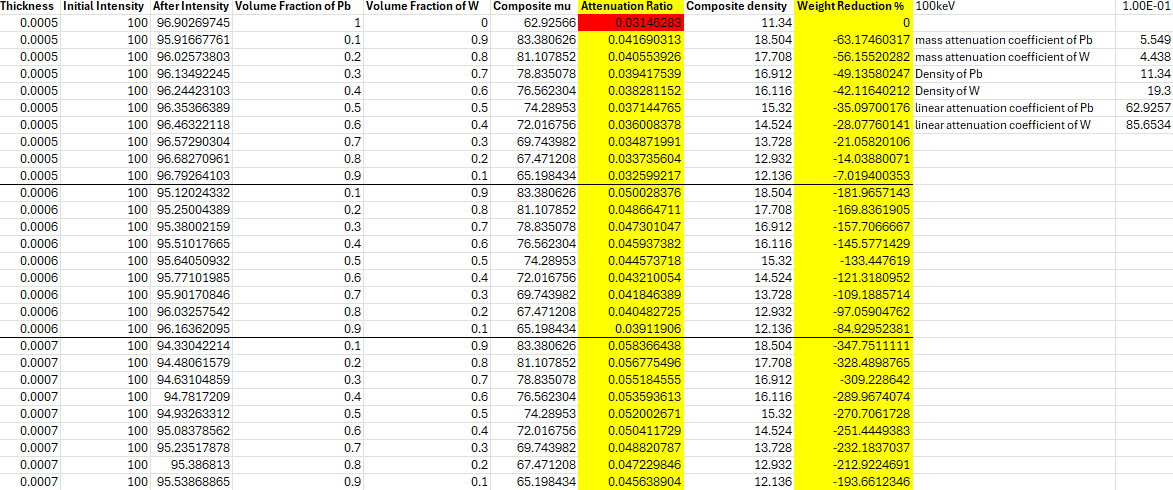 Thickness Initial Intensity After Intensity Volume Fraction of Pb Volume Fraction of W Composite mu Attenuation Ratio Composite density Weight Reduction % 100keV 1.00E-01
0.0005 100 96.90269745 1 0 62.92566 0.03146283 11.34 0
0.0005 100 95.91667761 0.1 0.9 83.380626 0.041690313 18.504 -63.17460317 mass attenuation coefficient of Pb 5.549
0.0005 100 96.02573803 0.2 0.8 81.107852 0.040553926 17.708 -56.15520282 mass attenuation coefficient of W 4.438
0.0005 100 96.13492245 0.3 0.7 78.835078 0.039417539 16.912 -49.13580247 Density of Pb 11.34
0.0005 100 96.24423103 0.4 0.6 76.562304 0.038281152 16.116 -42.11640212 Density of W 19.3
0.0005 100 96.35366389 0.5 0.5 74.28953 0.037144765 15.32 -35.09700176 linear attenuation coefficient of Pb 62.9257
0.0005 100 96.46322118 0.6 0.4 72.016756 0.036008378 14.524 -28.07760141 linear attenuation coefficient of W 85.6534
0.0005 100 96.57290304 0.7 0.3 69.743982 0.034871991 13.728 -21.05820106
0.0005 100 96.68270961 0.8 0.2 67.471208 0.033735604 12.932 -14.03880071
0.0005 100 96.79264103 0.9 0.1 65.198434 0.032599217 12.136 -7.019400353
0.0006 100 95.12024332 0.1 0.9 83.380626 0.050028376 18.504 -181.9657143
0.0006 100 95.25004389 0.2 0.8 81.107852 0.048664711 17.708 -169.8361905
0.0006 100 95.38002159 0.3 0.7 78.835078 0.047301047 16.912 -157.7066667
0.0006 100 95.51017665 0.4 0.6 76.562304 0.045937382 16.116 -145.5771429
0.0006 100 95.64050932 0.5 0.5 74.28953 0.044573718 15.32 -133.447619
0.0006 100 95.77101985 0.6 0.4 72.016756 0.043210054 14.524 -121.3180952
0.0006 100 95.90170846 0.7 0.3 69.743982 0.041846389 13.728 -109.1885714
0.0006 100 96.03257542 0.8 0.2 67.471208 0.040482725 12.932 -97.05904762
0.0006 100 96.16362095 0.9 0.1 65.198434 0.03911906 12.136 -84.92952381
0.0007 100 94.33042214 0.1 0.9 83.380626 0.058366438 18.504 -347.7511111
0.0007 100 94.48061579 0.2 0.8 81.107852 0.056775496 17.708 -328.4898765
0.0007 100 94.63104859 0.3 0.7 78.835078 0.055184555 16.912 -309.228642
0.0007 100 94.7817209 0.4 0.6 76.562304 0.053593613 16.116 -289.9674074
0.0007 100 94.93263312 0.5 0.5 74.28953 0.052002671 15.32 -270.7061728
0.0007 100 95.08378562 0.6 0.4 72.016756 0.050411729 14.524 -251.4449383
0.0007 100 95.23517878 0.7 0.3 69.743982 0.048820787 13.728 -232.1837037
0.0007 100 95.386813 0.8 0.2 67.471208 0.047229846 12.932 -212.9224691
0.0007 100 95.53868865 0.9 0.1 65.198434 0.045638904 12.136 -193.6612346